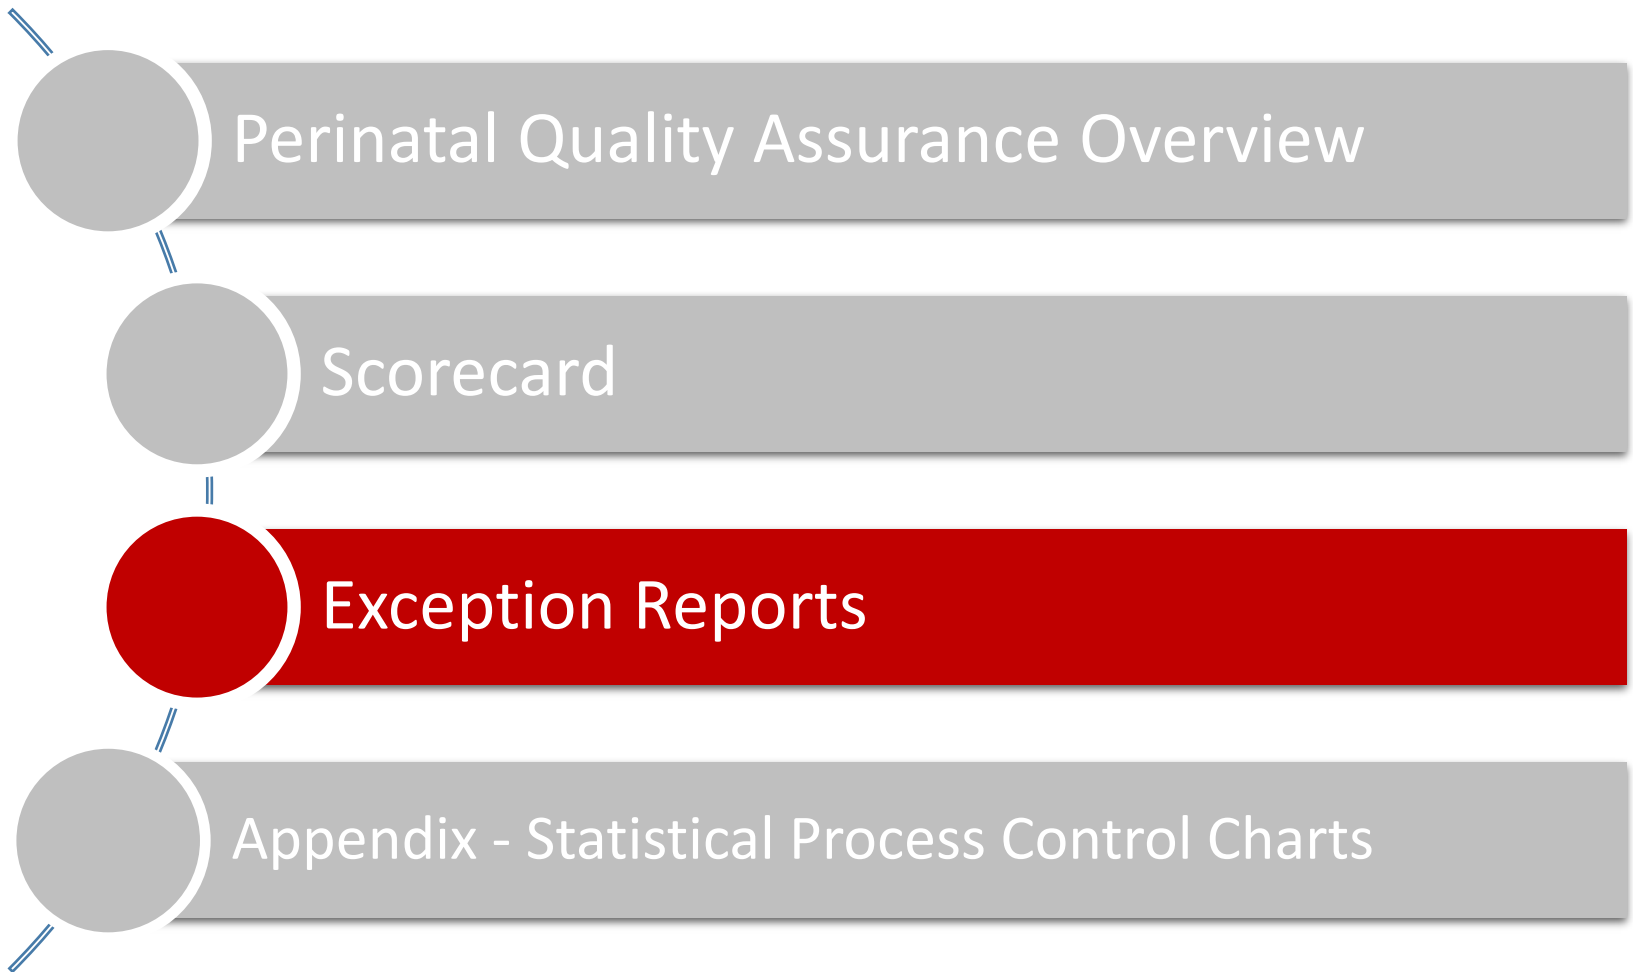 Perinatal Quality Assurance Overview
Scorecard
Exception Reports
Appendix - Statistical Process Control Charts